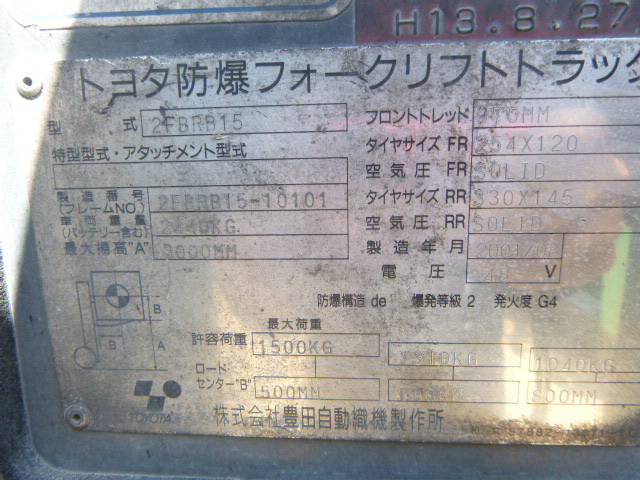 H13.8.27
トヨタ防爆フォークリフトトラック
型式 2FBRB15
特型型式・アタッチメント型式
製造番号(フレームNO.) 2FBRB15-10101
車両重量(バッテリー含む)
最大揚高"A" 3000MM
フロントトレッド 970MM
タイヤサイズ FR 254X120
空気圧 FR SOLID
タイヤサイズ RR 330X145
空気圧 RR SOLID
製造年月
電圧 48 V
防爆構造 de 爆発等級 2 発火度 G4
B
B A
最大荷重
許容荷重 1500KG 1040KG
ロードセンター"B" 500MM 800MM
TOYOTA
株式会社豊田自動織機製作所